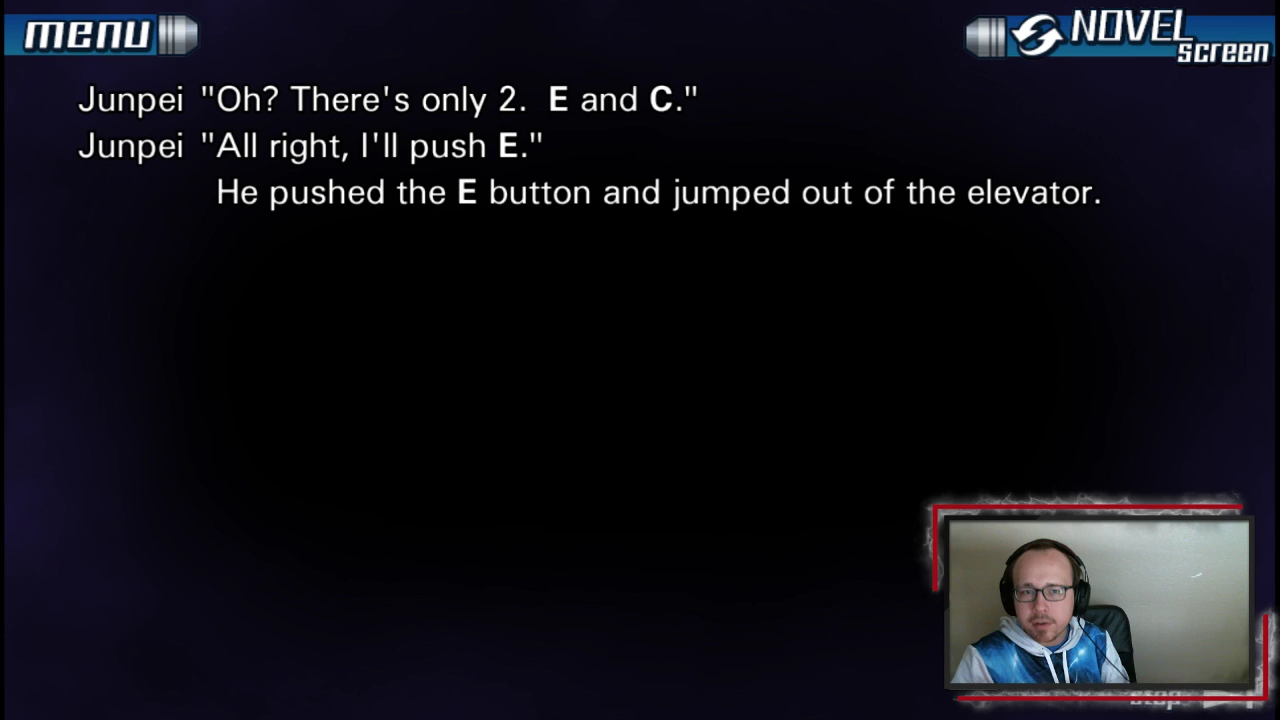 menu
NOVEL
screen
Junpei "Oh? There's only 2.  E and C."
Junpei "All right, I'll push E."
He pushed the E button and jumped out of the elevator.